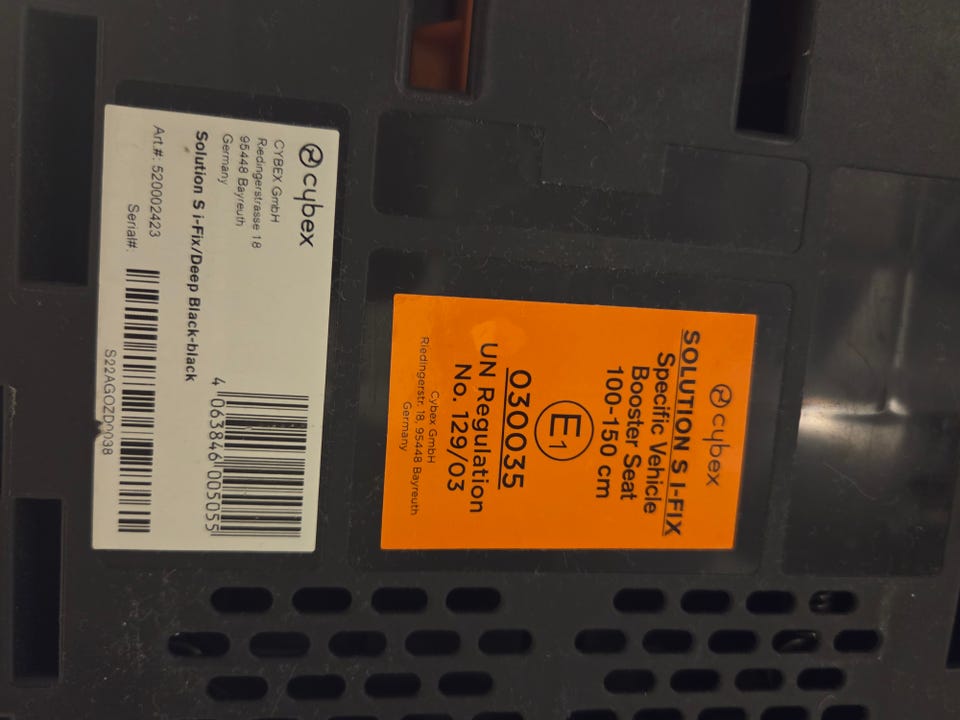 cybex
CYBEX GmbH
Riedingerstrasse 18
95448 Bayreuth
Germany
Solution S i-Fix/Deep Black-black
Art.#: 520002423
4 063846 005055
Serial#:
S22AGOZD0038
cybex
SOLUTION S I-FIX
Specific Vehicle
Booster Seat
100-150 cm
E1
030035
UN Regulation
No. 129/03
Cybex GmbH
Riedingerstr. 18, 95448 Bayreuth
Germany